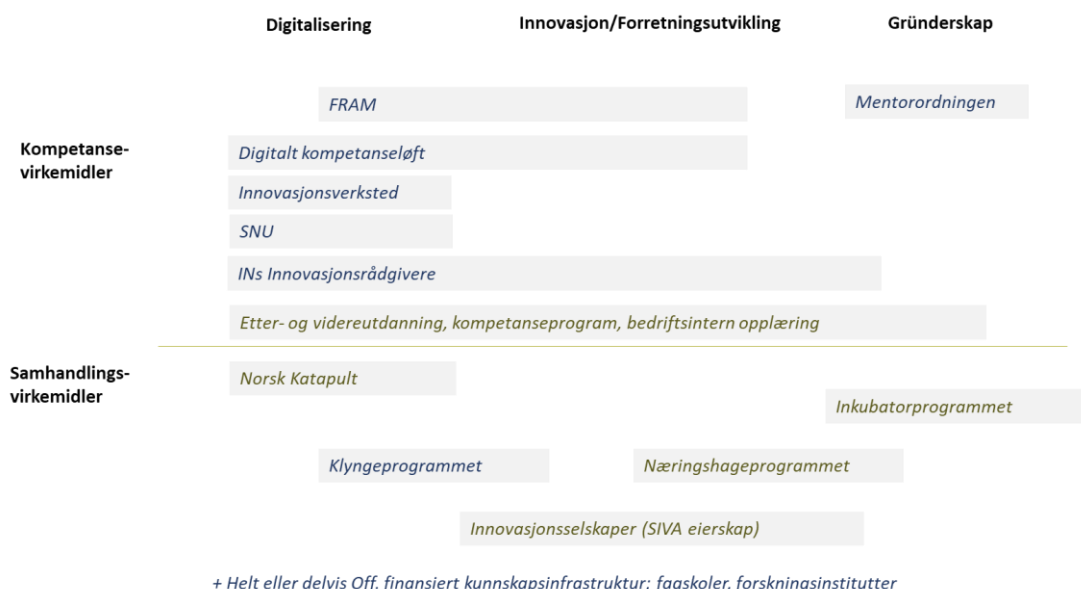 Digitalisering
Innovasjon/Forretningsutvikling
Gründerskap
FRAM
Mentorordningen
Kompetanse-
virkemidler
Digitalt kompetanseløft
Innovasjonsverksted
SNU
INs Innovasjonsrådgivere
Etter- og videreutdanning, kompetanseprogram, bedriftsintern opplæring
Samhandlings-
virkemidler
Norsk Katapult
Inkubatorprogrammet
Klyngeprogrammet
Næringshageprogrammet
Innovasjonsselskaper (SIVA eierskap)
+ Helt eller delvis Off. finansiert kunnskapsinfrastruktur: fagskoler, forskningsinstitutter